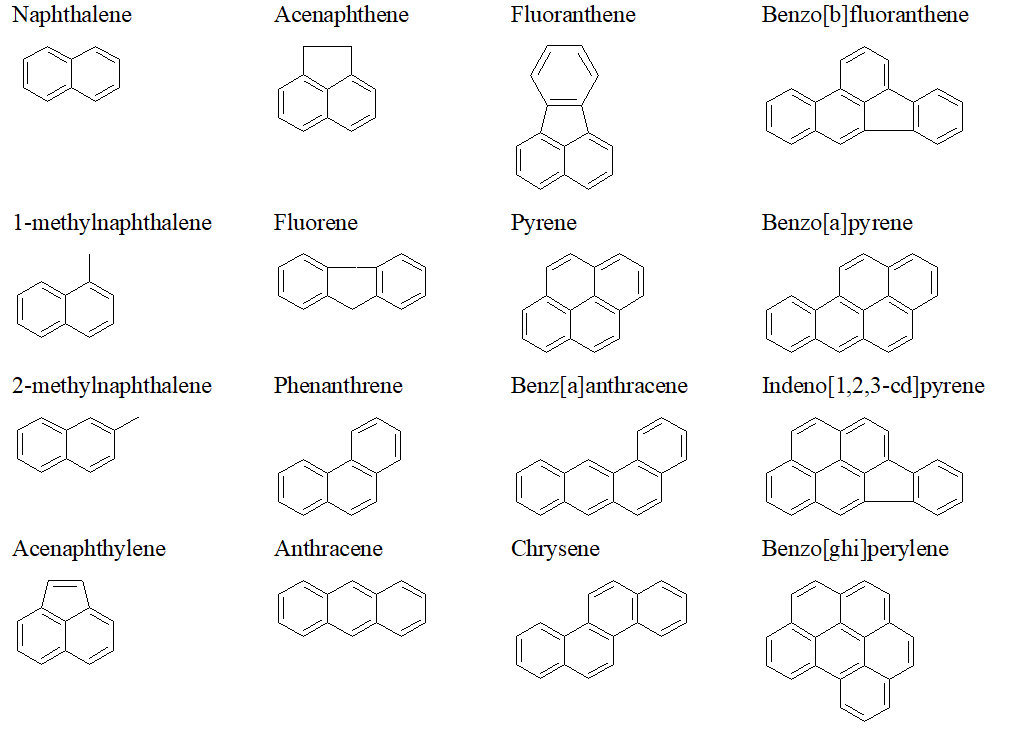 Naphthalene
Acenaphthene
Fluoranthene
Benzo[b]fluoranthene
1-methylnaphthalene
Fluorene
Pyrene
Benzo[a]pyrene
2-methylnaphthalene
Phenanthrene
Benz[a]anthracene
Indeno[1,2,3-cd]pyrene
Acenaphthylene
Anthracene
Chrysene
Benzo[ghi]perylene